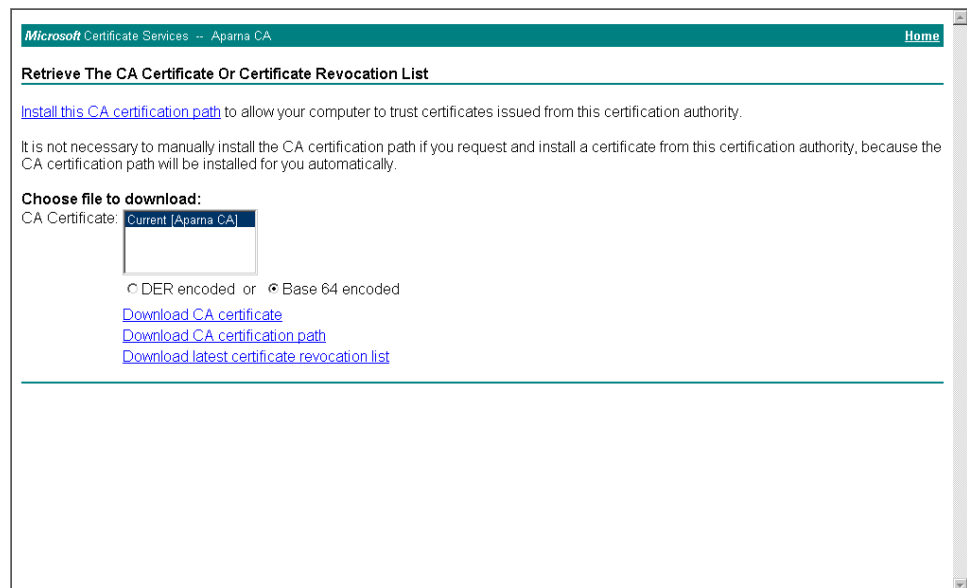 Microsoft Certificate Services -- Aparna CA Home
Retrieve The CA Certificate Or Certificate Revocation List
Install this CA certification path to allow your computer to trust certificates issued from this certification authority.
It is not necessary to manually install the CA certification path if you request and install a certificate from this certification authority, because the
CA certification path will be installed for you automatically.
Choose file to download:
CA Certificate: Current [Aparna CA]
DER encoded or Base 64 encoded
Download CA certificate
Download CA certification path
Download latest certificate revocation list